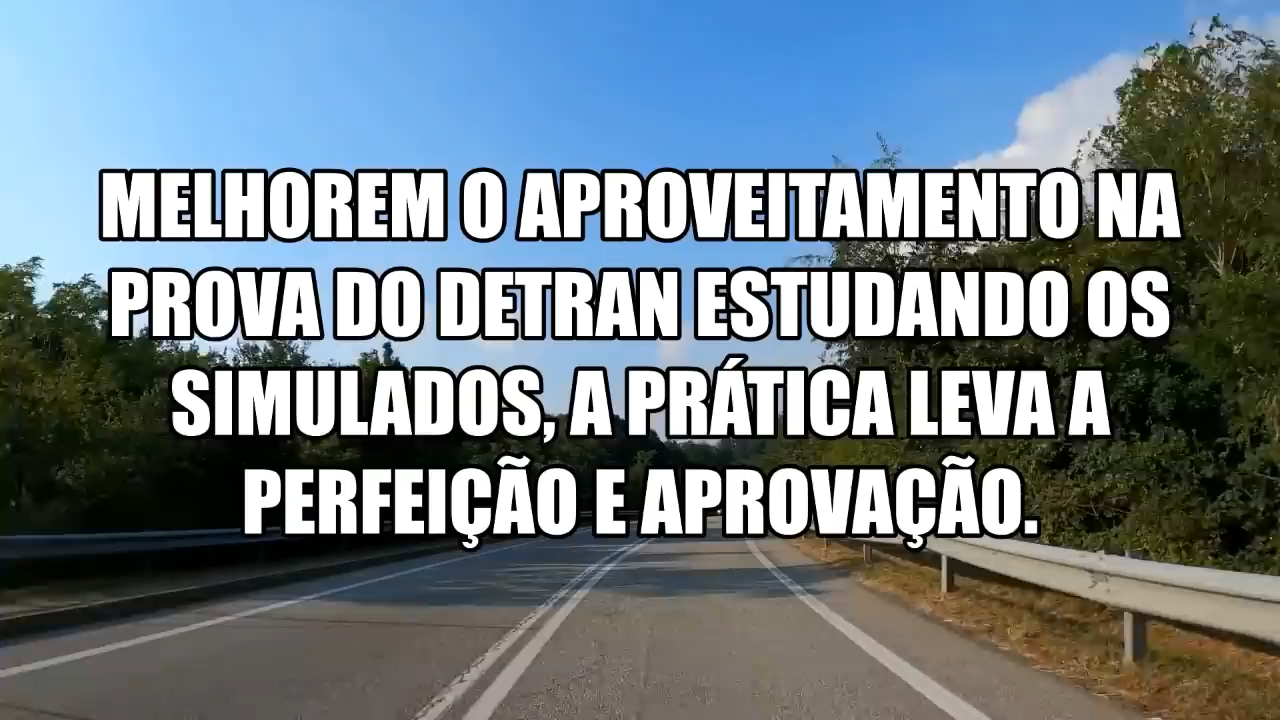 MELHOREM O APROVEITAMENTO NA
PROVA DO DETRAN ESTUDANDO OS
SIMULADOS, A PRÁTICA LEVA A
PERFEIÇÃO E APROVAÇÃO.